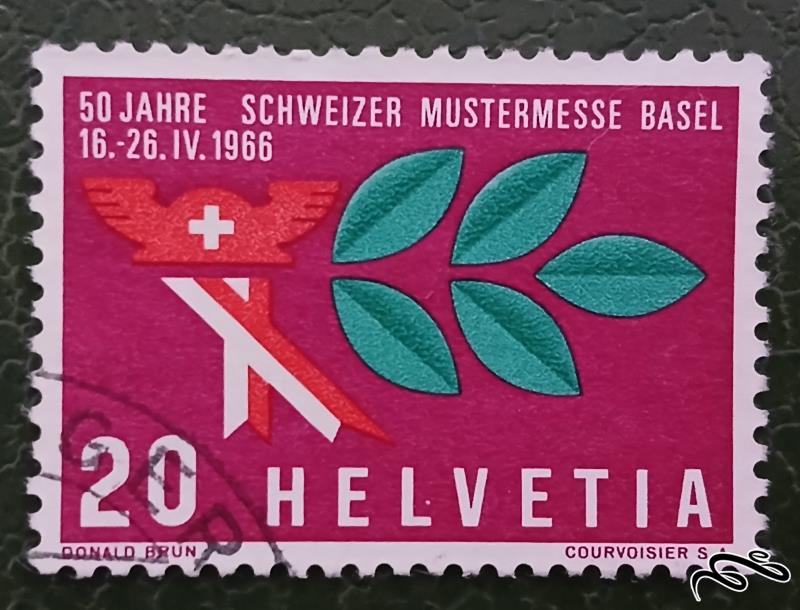 50 JAHRE SCHWEIZER MUSTERMESSE BASEL
16.-26.IV.1966
20 HELVETIA
DONALD BRUN COURVOISIER S.A.